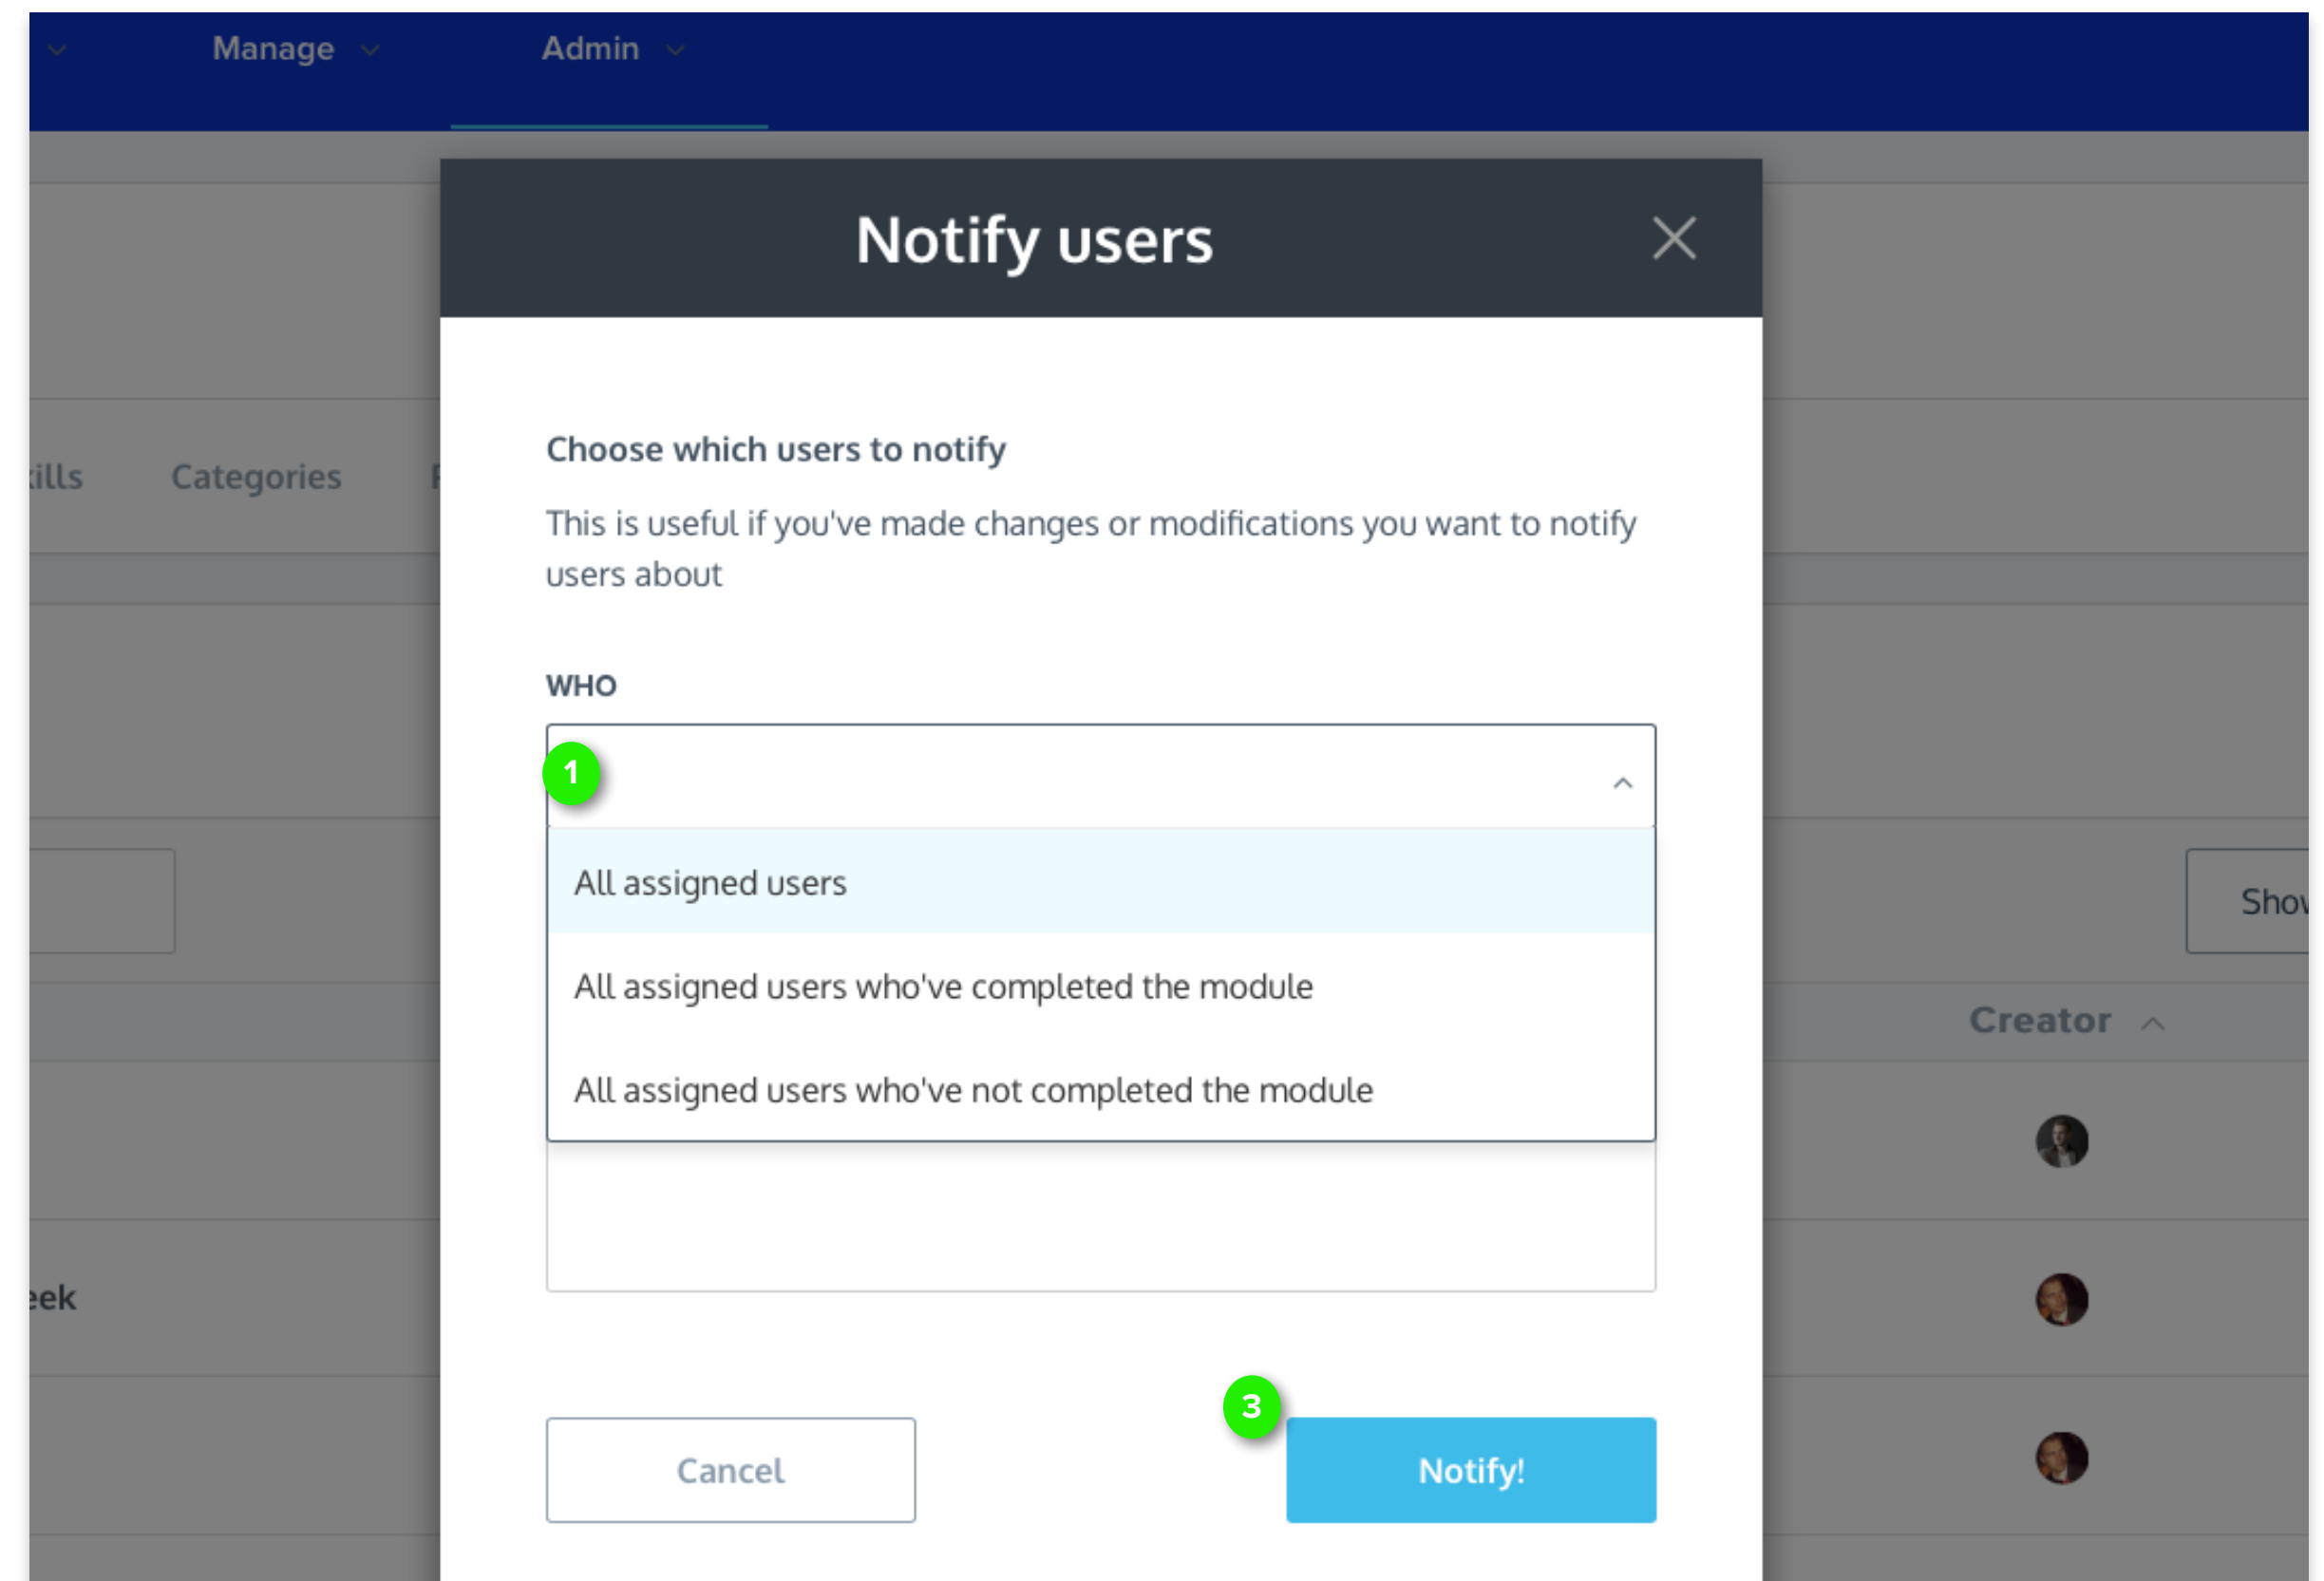 Manage
Admin
Notify users
Choose which users to notify
Categories
This is useful if you've made changes or modifications you want to notify
users about
WHO
1
All assigned users
All assigned users who've completed the module
All assigned users who've not completed the module
Creator
3
Cancel
Notify!